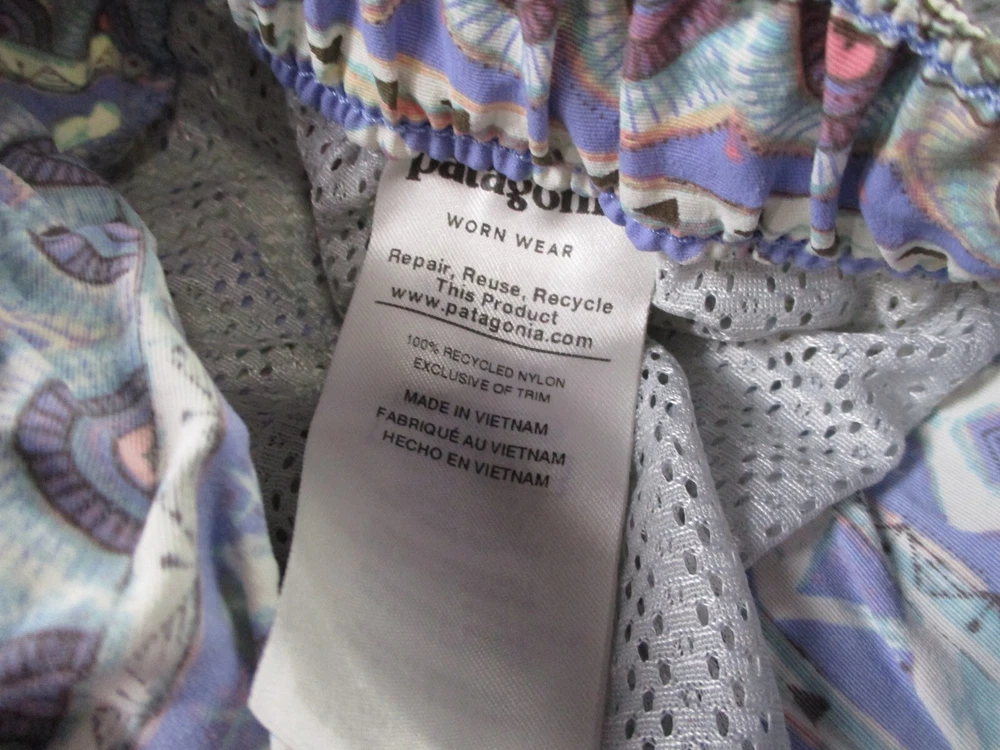 patagoni
WORN WEAR
Repair, Reuse, Recycle
This Product
www.patagonia.com
100% RECYCLED NYLON
EXCLUSIVE OF TRIM
MADE IN VIETNAM
FABRIQUÉ AU VIETNAM
HECHO EN VIETNAM